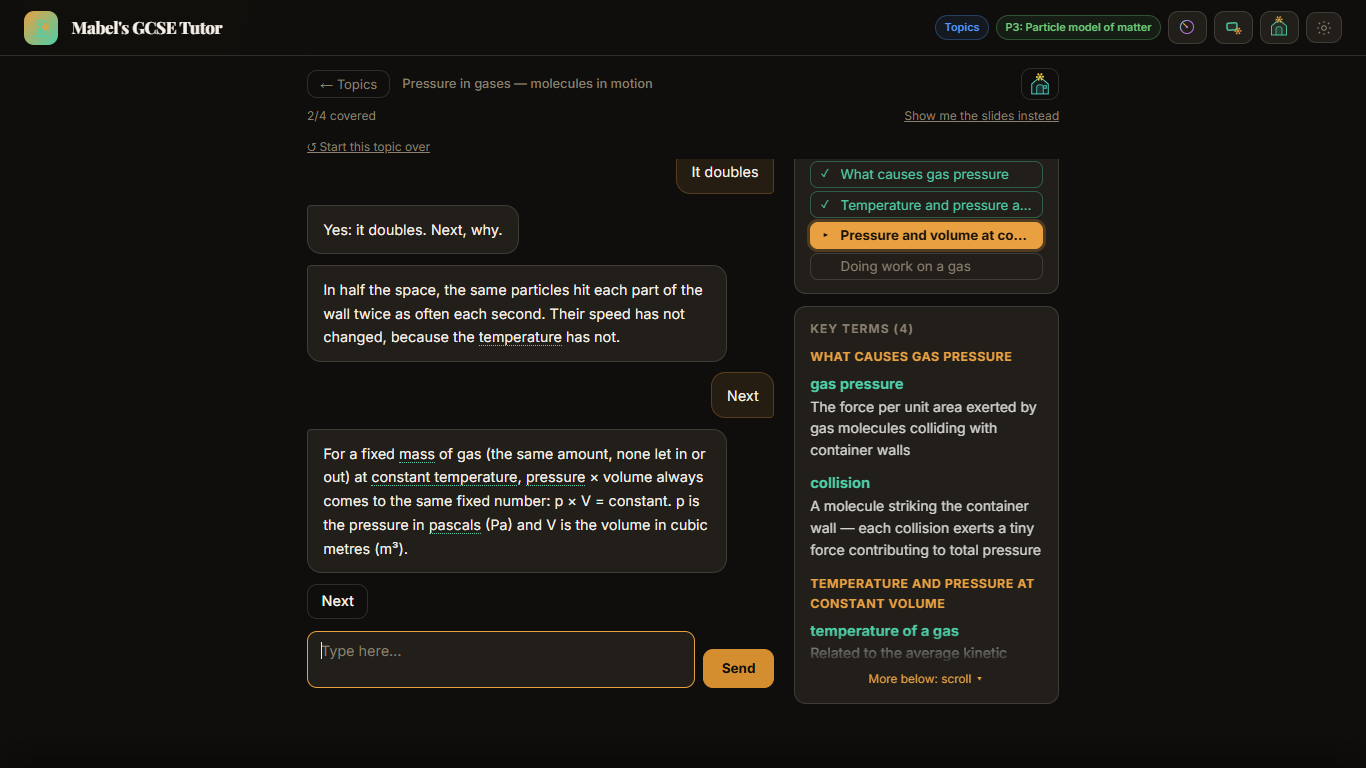 Mabel's GCSE Tutor
Topics
P3: Particle model of matter
← Topics
Pressure in gases — molecules in motion
2/4 covered
Show me the slides instead
↺ Start this topic over
It doubles
Yes: it doubles. Next, why.
In half the space, the same particles hit each part of the
wall twice as often each second. Their speed has not
changed, because the temperature has not.
Next
For a fixed mass of gas (the same amount, none let in or
out) at constant temperature, pressure × volume always
comes to the same fixed number: p × V = constant. p is
the pressure in pascals (Pa) and V is the volume in cubic
metres (m³).
Next
Type here...
Send
✓ What causes gas pressure
✓ Temperature and pressure a...
▸ Pressure and volume at co...
Doing work on a gas
KEY TERMS (4)
WHAT CAUSES GAS PRESSURE
gas pressure
The force per unit area exerted by
gas molecules colliding with
container walls
collision
A molecule striking the container
wall — each collision exerts a tiny
force contributing to total pressure
TEMPERATURE AND PRESSURE AT
CONSTANT VOLUME
temperature of a gas
Related to the average kinetic
More below: scroll ▾